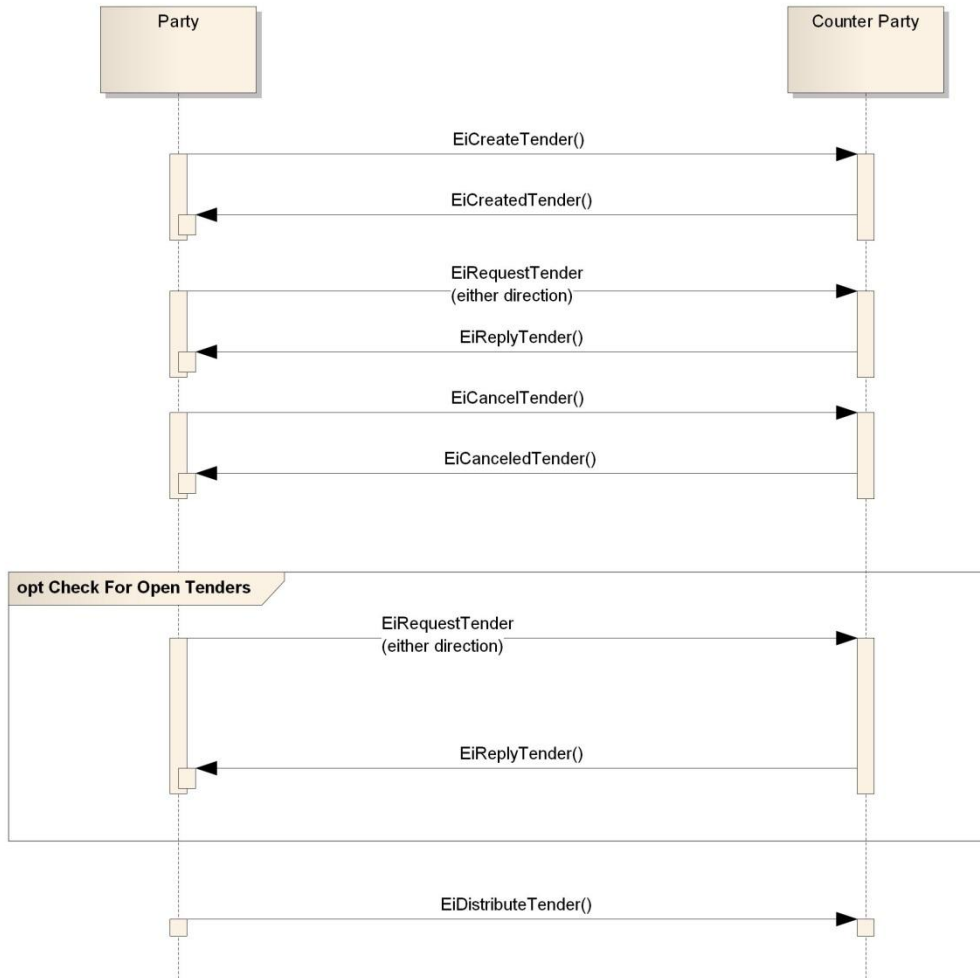 Party
Counter Party
EiCreateTender()
EiCreatedTender()
EiRequestTender
(either direction)
EiReplyTender()
EiCancelTender()
EiCanceledTender()
opt Check For Open Tenders
EiRequestTender
(either direction)
EiReplyTender()
EiDistributeTender()